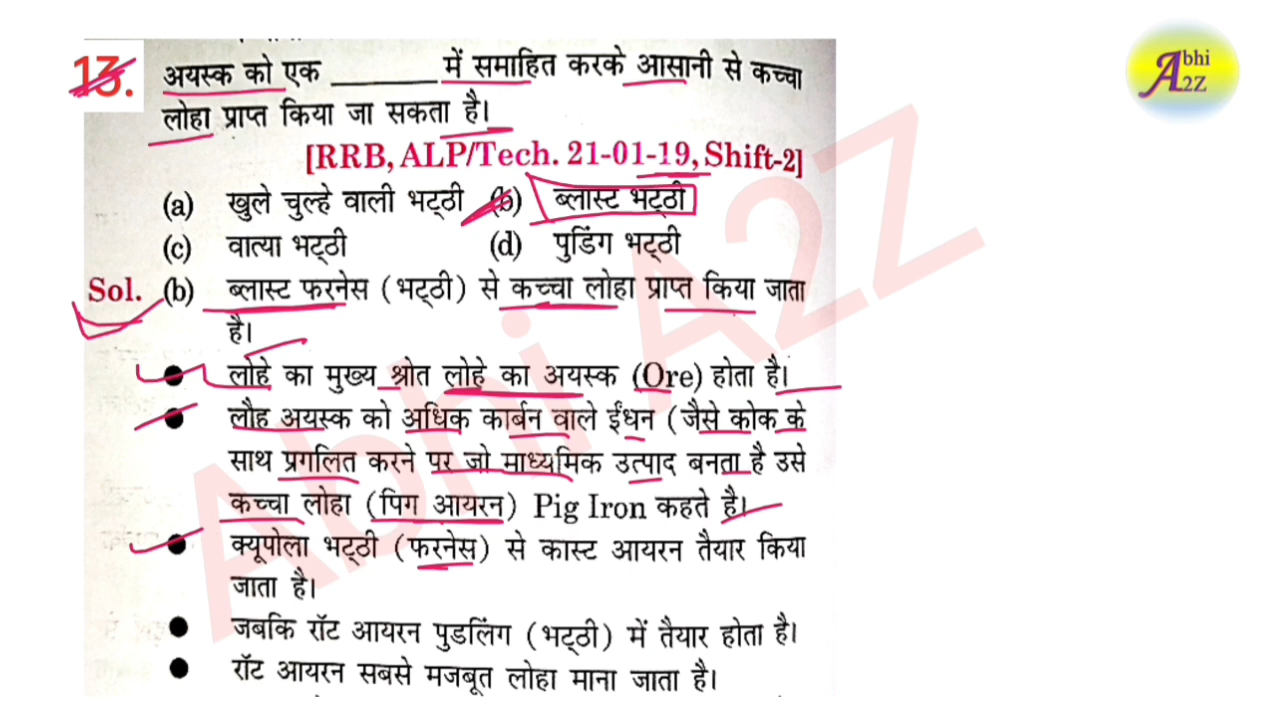 13. अयस्क को एक ________ में समाहित करके आसानी से कच्चा
लोहा प्राप्त किया जा सकता है।
[RRB, ALP/Tech. 21-01-19, Shift-2]
(a) खुले चुल्हे वाली भट्ठी (b) ब्लास्ट भट्ठी
(c) वात्या भट्ठी (d) पुडिंग भट्ठी
Sol. (b) ब्लास्ट फरनेस (भट्ठी) से कच्चा लोहा प्राप्त किया जाता
है।
● लोहे का मुख्य श्रोत लोहे का अयस्क (Ore) होता है।
● लौह अयस्क को अधिक कार्बन वाले ईंधन (जैसे कोक के
साथ प्रगलित करने पर जो माध्यमिक उत्पाद बनता है उसे
कच्चा लोहा (पिग आयरन) Pig Iron कहते है।
● क्यूपोला भट्ठी (फरनेस) से कास्ट आयरन तैयार किया
जाता है।
● जबकि रॉट आयरन पुडलिंग (भट्ठी) में तैयार होता है।
● रॉट आयरन सबसे मजबूत लोहा माना जाता है।
Abhi A2Z
Abhi
A2Z